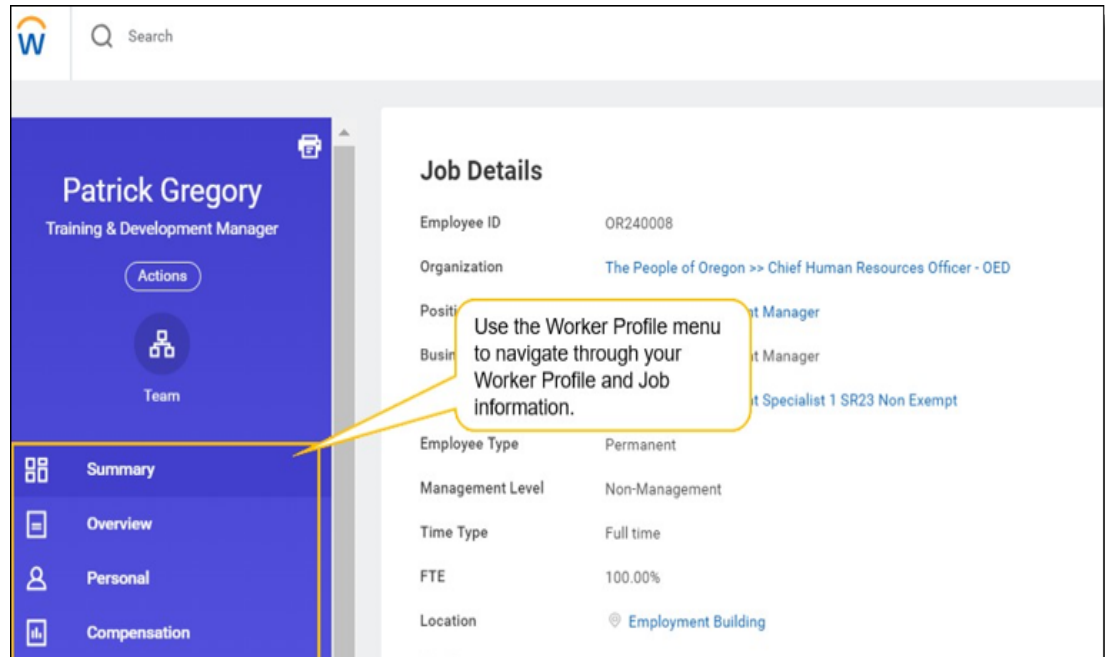 W
Search
Patrick Gregory
Training & Development Manager
Actions
Team
Summary
Overview
Personal
Compensation
Job Details
Employee ID OR240008
Organization The People of Oregon >> Chief Human Resources Officer - OED
Manager
Manager
Specialist 1 SR23 Non Exempt
Employee Type Permanent
Management Level Non-Management
Time Type Full time
FTE 100.00%
Location Employment Building
Use the Worker Profile menu
to navigate through your
Worker Profile and Job
information.